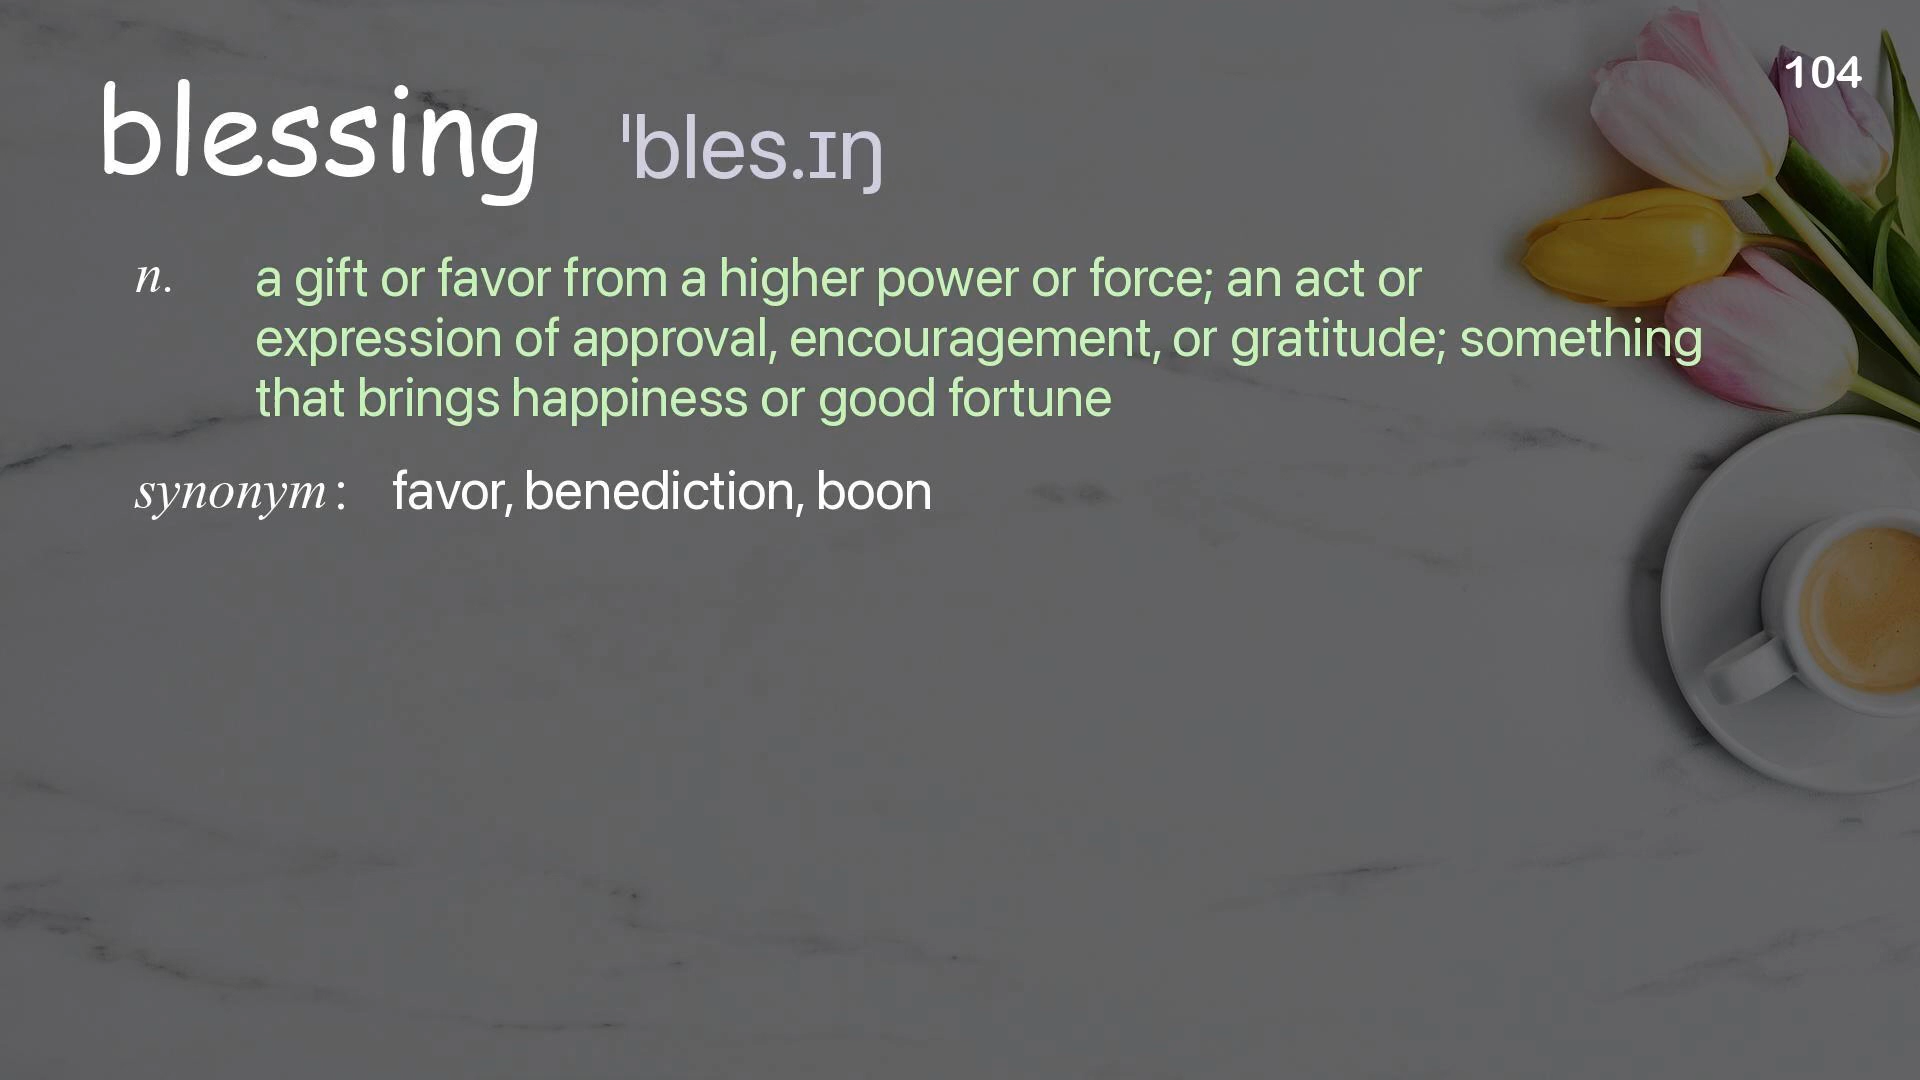 104
blessing ˈbles.ɪŋ
n. a gift or favor from a higher power or force; an act or
expression of approval, encouragement, or gratitude; something
that brings happiness or good fortune
synonym: favor, benediction, boon